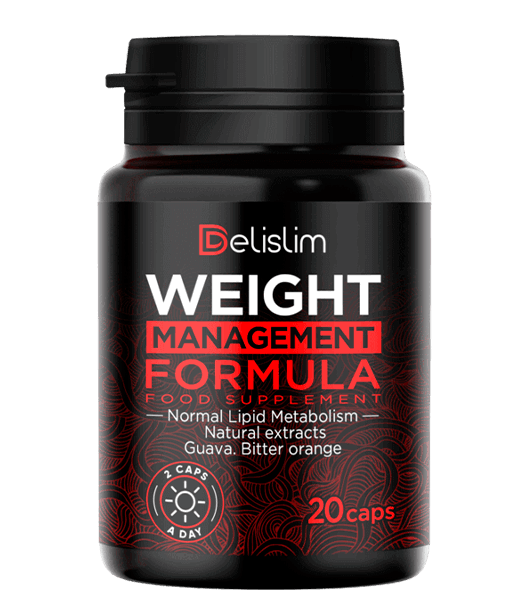 Delislim
WEIGHT
MANAGEMENT
FORMULA
FOOD SUPPLEMENT
Normal Lipid Metabolism
Natural extracts
Guava. Bitter orange
2 CAPS
A DAY
20 caps